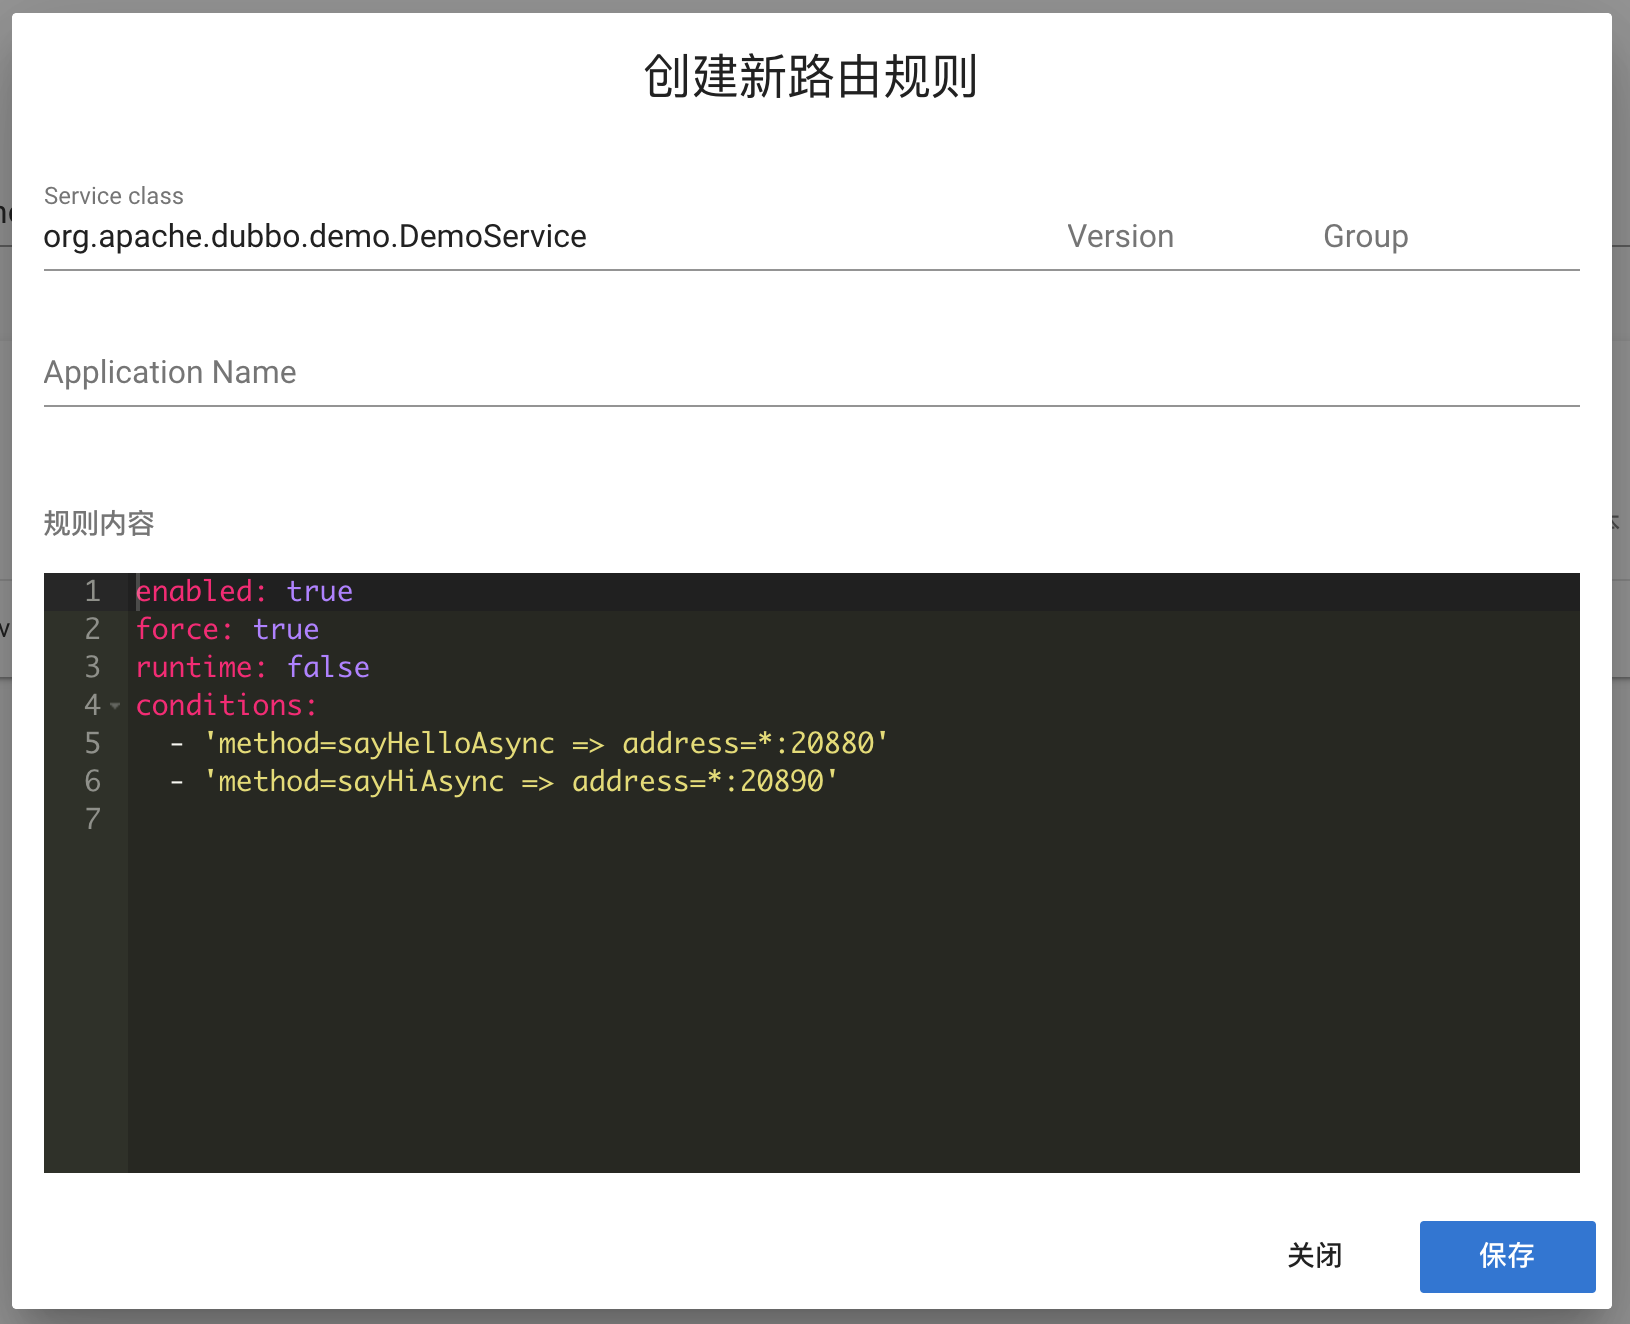 创建新路由规则
Service class
org.apache.dubbo.demo.DemoService Version Group
Application Name
规则内容
1 enabled: true
2 force: true
3 runtime: false
4 conditions:
5 - 'method=sayHelloAsync => address=*:20880'
6 - 'method=sayHiAsync => address=*:20890'
7
关闭 保存